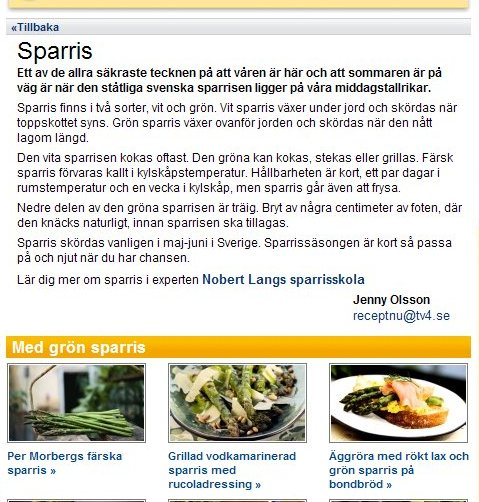 «Tillbaka
Sparris
Ett av de allra säkraste tecknen på att våren är här och att sommaren är på
väg är när den ståtliga svenska sparrisen ligger på våra middagstallrikar.
Sparris finns i två sorter, vit och grön. Vit sparris växer under jord och skördas när
toppskottet syns. Grön sparris växer ovanför jorden och skördas när den nått
lagom längd.
Den vita sparrisen kokas oftast. Den gröna kan kokas, stekas eller grillas. Färsk
sparris förvaras kallt i kylskåpstemperatur. Hållbarheten är kort, ett par dagar i
rumstemperatur och en vecka i kylskåp, men sparris går även att frysa.
Nedre delen av den gröna sparrisen är träig. Bryt av några centimeter av foten, där
den knäcks naturligt, innan sparrisen ska tillagas.
Sparris skördas vanligen i maj-juni i Sverige. Sparrissäsongen är kort så passa
på och njut när du har chansen.
Lär dig mer om sparris i experten Nobert Langs sparrisskola
Jenny Olsson
receptnu@tv4.se
Med grön sparris
Per Morbergs färska
sparris »
Grillad vodkamarinerad
sparris med
rucoladressing »
Äggröra med rökt lax och
grön sparris på
bondbröd »